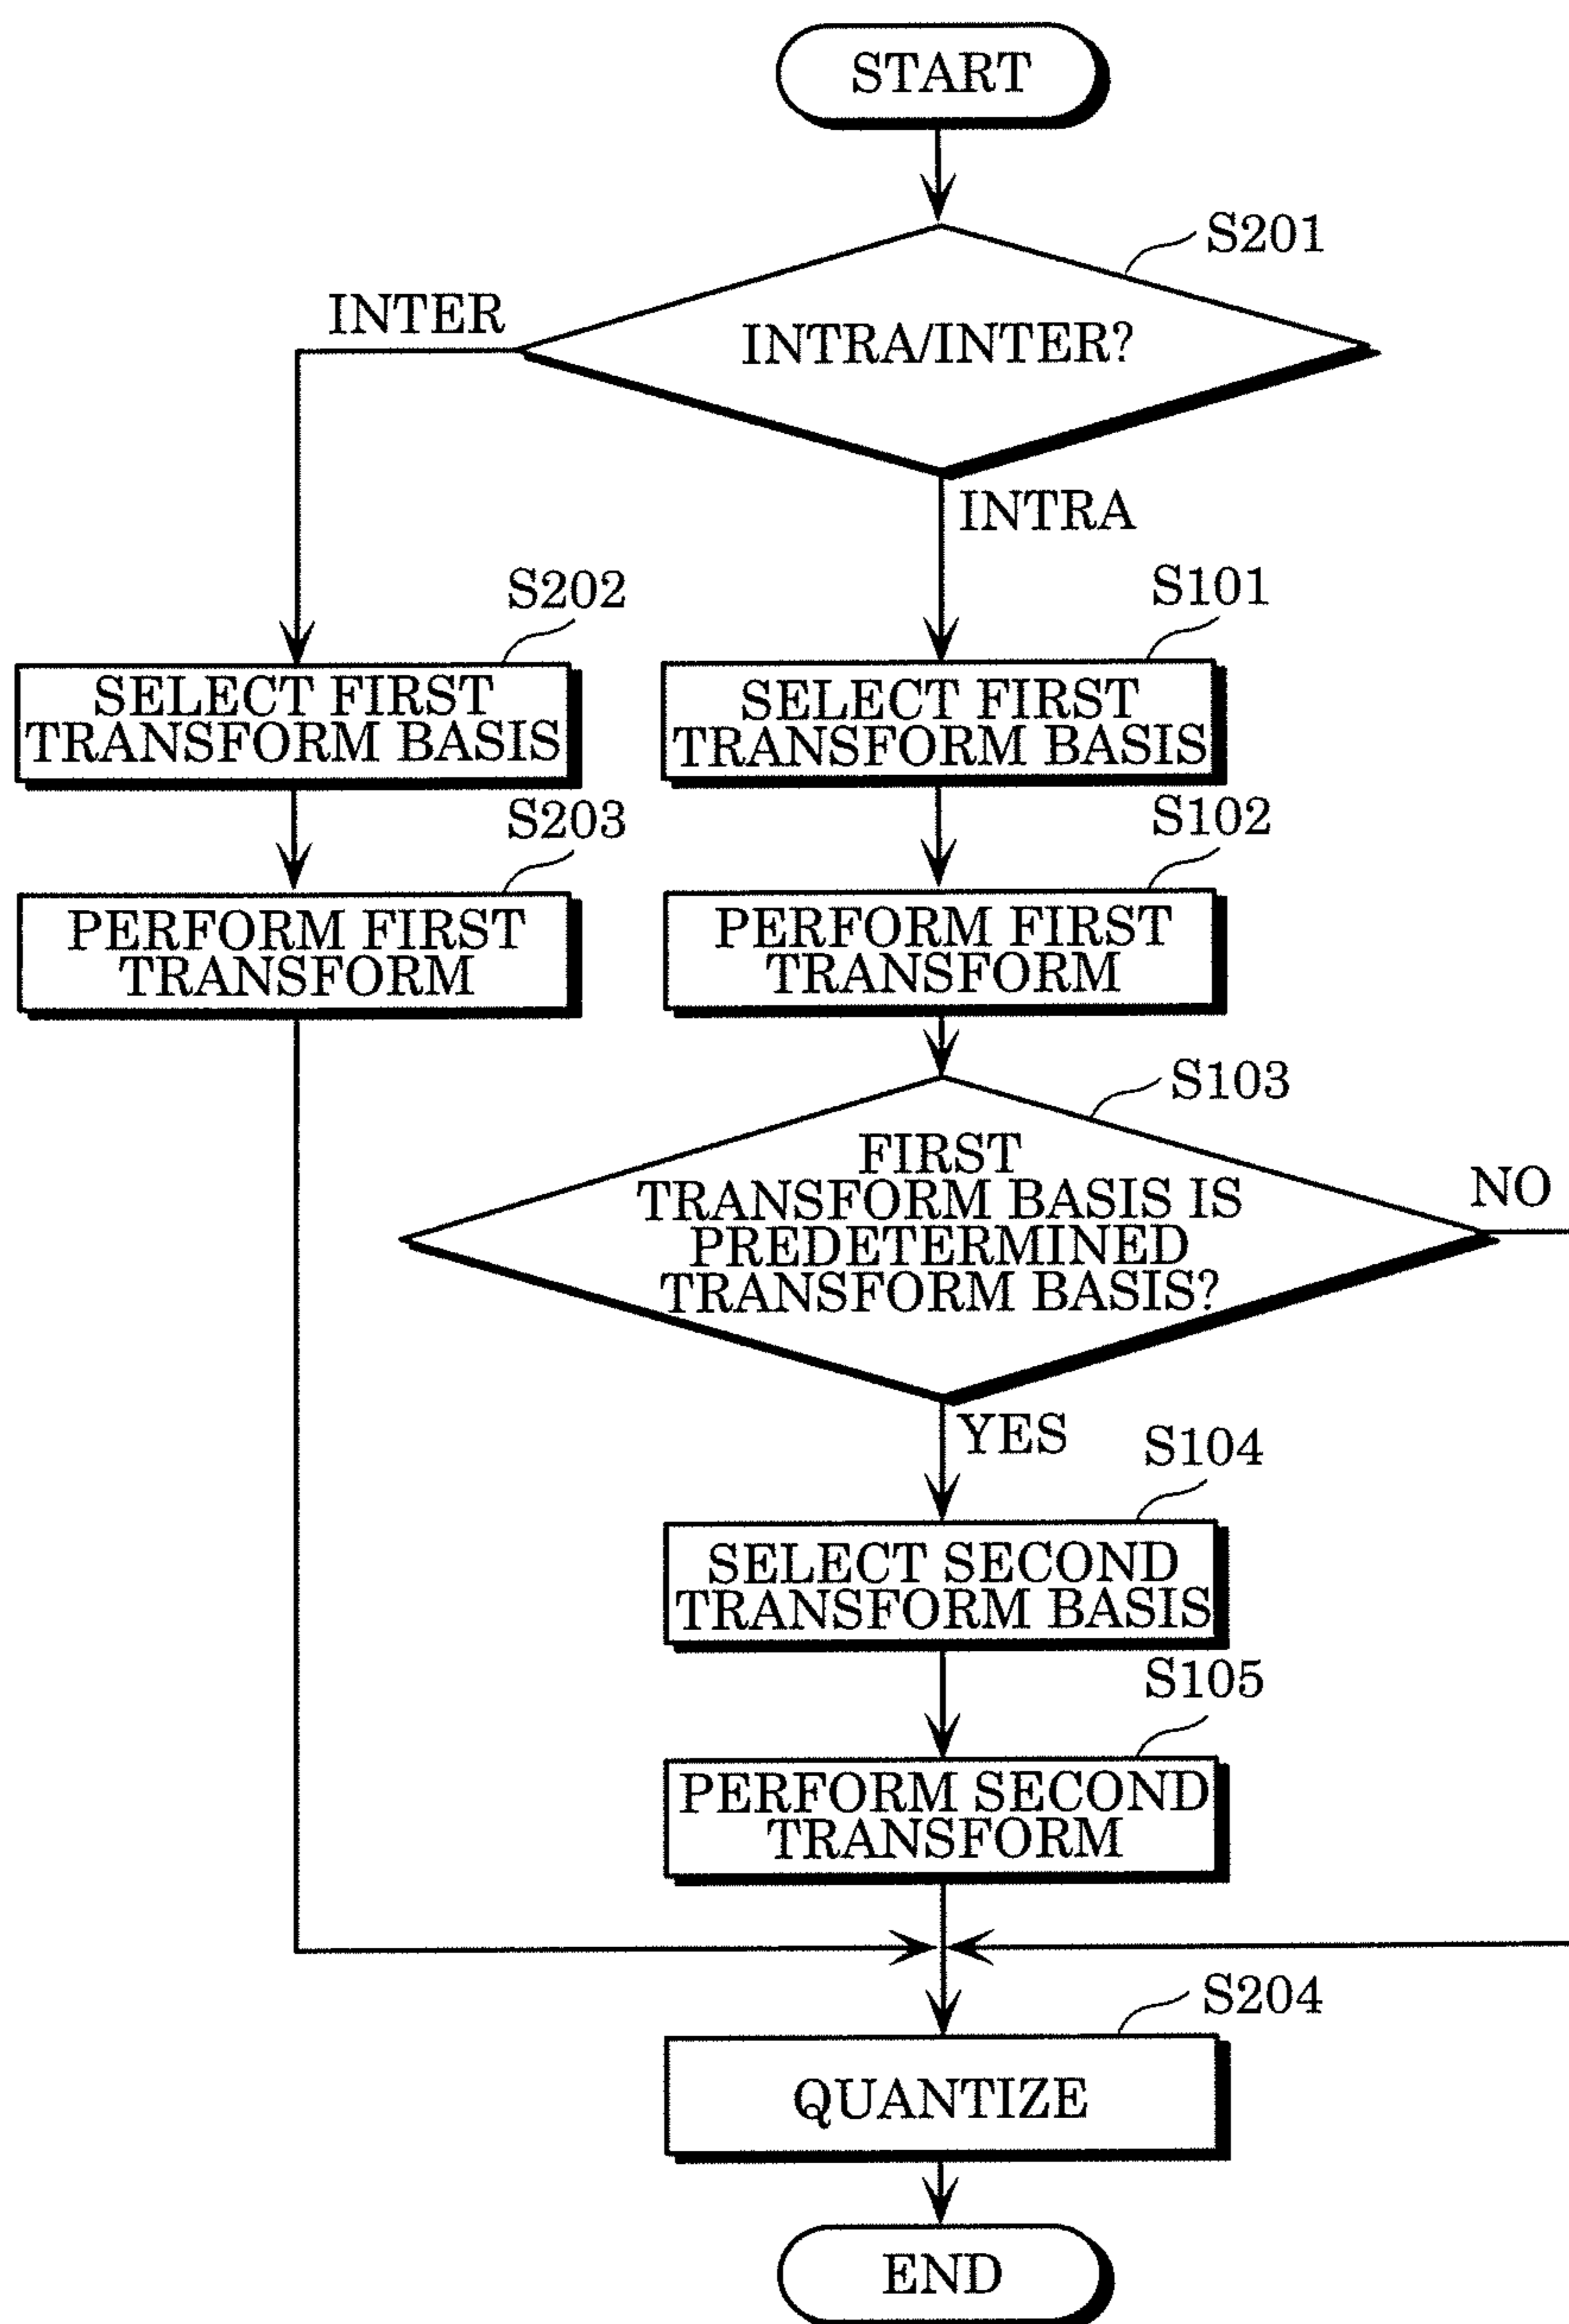 START
S201
INTER
INTRA/INTER?
INTRA
S202
S101
SELECT FIRST
TRANSFORM BASIS
SELECT FIRST
TRANSFORM BASIS
S203
S102
PERFORM FIRST
TRANSFORM
PERFORM FIRST
TRANSFORM
S103
FIRST
TRANSFORM BASIS IS
PREDETERMINED
TRANSFORM BASIS?
NO
YES
S104
SELECT SECOND
TRANSFORM BASIS
S105
PERFORM SECOND
TRANSFORM
S204
QUANTIZE
END